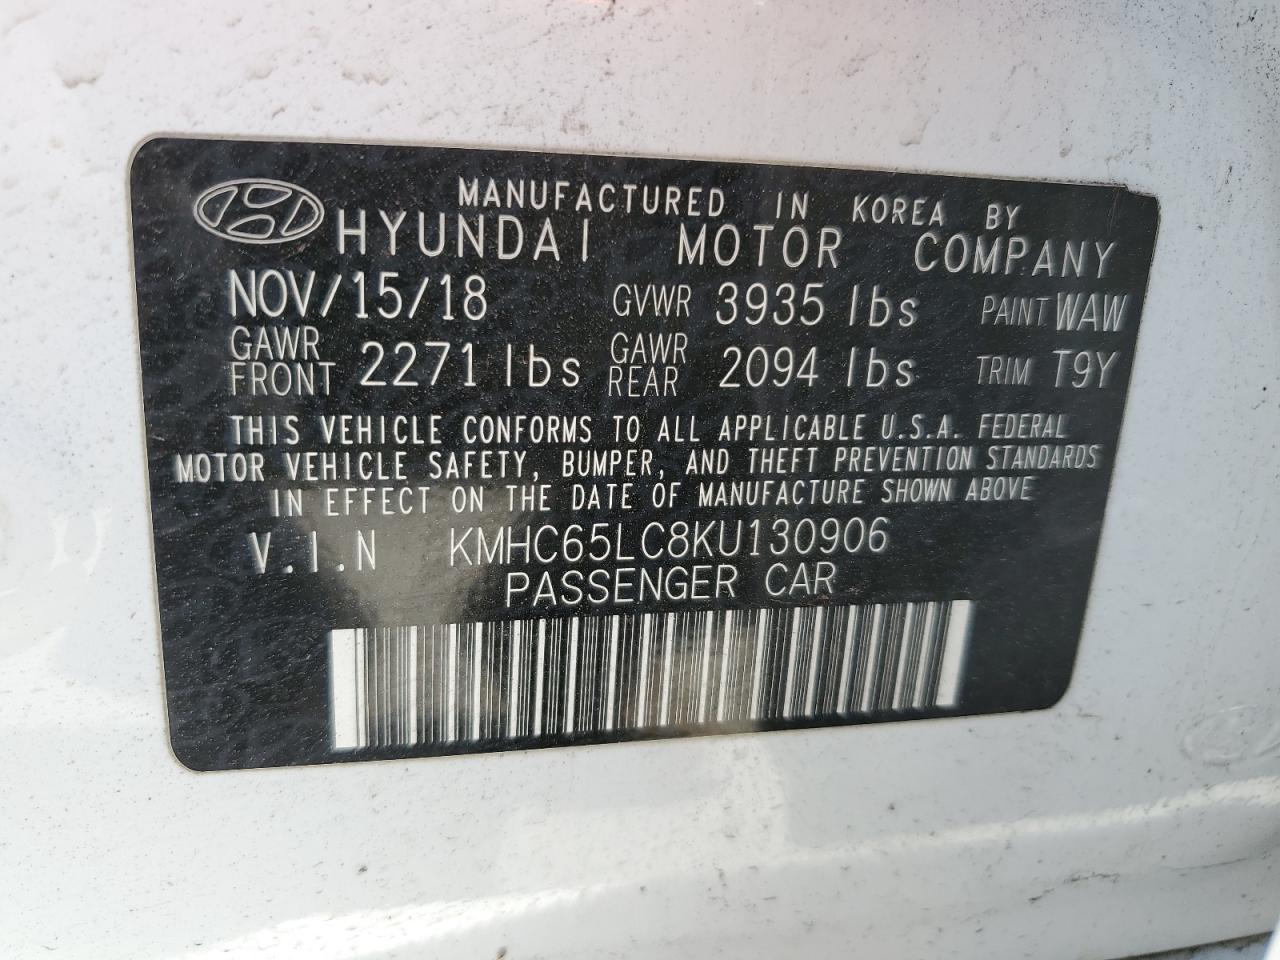 MANUFACTURED IN KOREA BY
HYUNDAI MOTOR COMPANY
NOV/15/18 GVWR 3935 lbs PAINT WAW
GAWR FRONT 2271 lbs GAWR REAR 2094 lbs TRIM T9Y
THIS VEHICLE CONFORMS TO ALL APPLICABLE U.S.A. FEDERAL
MOTOR VEHICLE SAFETY, BUMPER, AND THEFT PREVENTION STANDARDS
IN EFFECT ON THE DATE OF MANUFACTURE SHOWN ABOVE
V.I.N KMHC65LC8KU130906
PASSENGER CAR